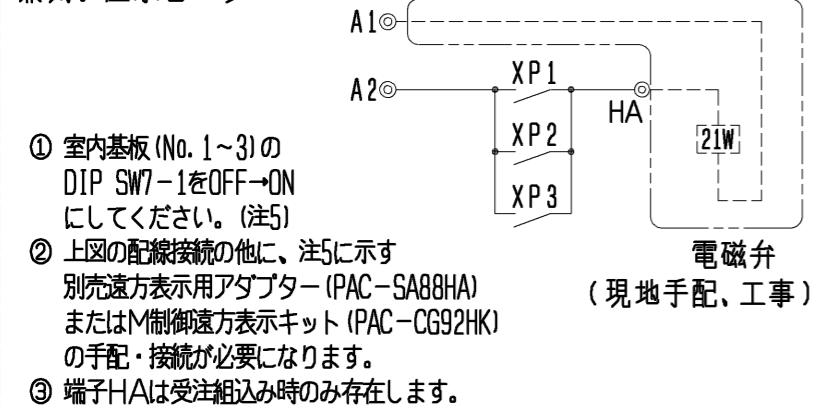 A1
A2
XP1
HA
XP2
21W
XP3
① 室内基板(No. 1~3)の
DIP SW7-1をOFF→ON
にしてください。(注5)
② 上図の配線接続の他に、注5に示す
別売遠方表示用アダプター(PAC-SA88HA)
またはM制御遠方表示キット(PAC-CG92HK)
の手配・接続が必要になります。
③ 端子HAは受注組込み時のみ存在します。
電磁弁
(現地手配、工事)